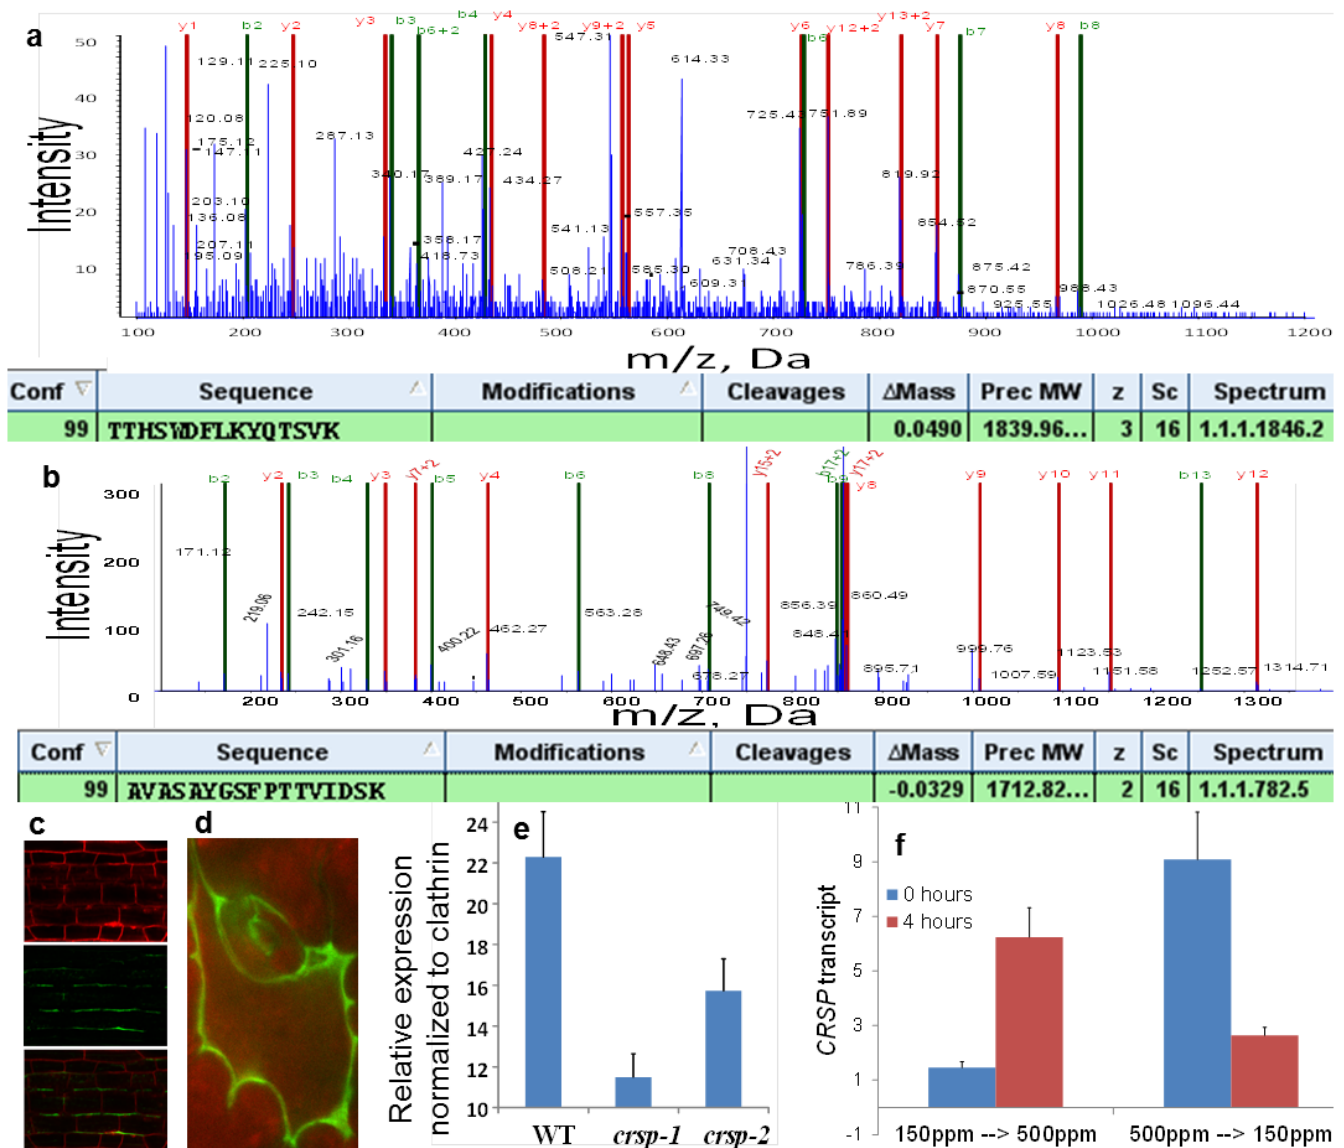 a
y1 b2 y2 y3 b3 b6+2 b4 y4 y8+2 y9+2 y5 y6 b6 y12+2 y13+2 y7 b7 y8 b8
Intensity
50
40
30
20
10
129.11 225.10 547.31 614.33
120.08 287.13 427.24 725.43 751.89
175.12
147.11 340.17 389.17 434.27 819.92
203.10
136.08 557.35 854.52
207.11 358.17 541.13 708.43
195.09 418.73 508.21 585.30 631.34 786.39 875.42
609.31 870.55 988.43
925.55 1026.48 1096.44
100 200 300 400 500 600 700 800 900 1000 1100 1200
m/z, Da
Conf Sequence Modifications Cleavages ΔMass Prec MW z Sc Spectrum
99 TTHSWDFLKYQTSVK 0.0490 1839.96... 3 16 1.1.1.1846.2
b
b2 y2 b3 b4 y3 y7+2 b5 y4 b6 b8 y15+2 b17+2 b9 y17+2 y8 y9 y10 y11 b13 y12
Intensity
300
200
100
0
171.12 219.06 242.15 301.16 400.22 462.27 563.28 648.43 697.26 678.27 749.42 856.39 848.41 860.49 895.71 999.76 1007.59 1123.53 1151.58 1252.57 1314.71
200 300 400 500 600 700 800 900 1000 1100 1200 1300
m/z, Da
Conf Sequence Modifications Cleavages ΔMass Prec MW z Sc Spectrum
99 AVASAYGSFPTTVIDSK -0.0329 1712.82... 2 16 1.1.1.782.5
c
d
e
Relative expression
normalized to clathrin
24
22
20
18
16
14
12
10
WT crsp-1 crsp-2
f
CRSP transcript
11
9
7
5
3
1
-1
0 hours
4 hours
150ppm --> 500ppm 500ppm --> 150ppm